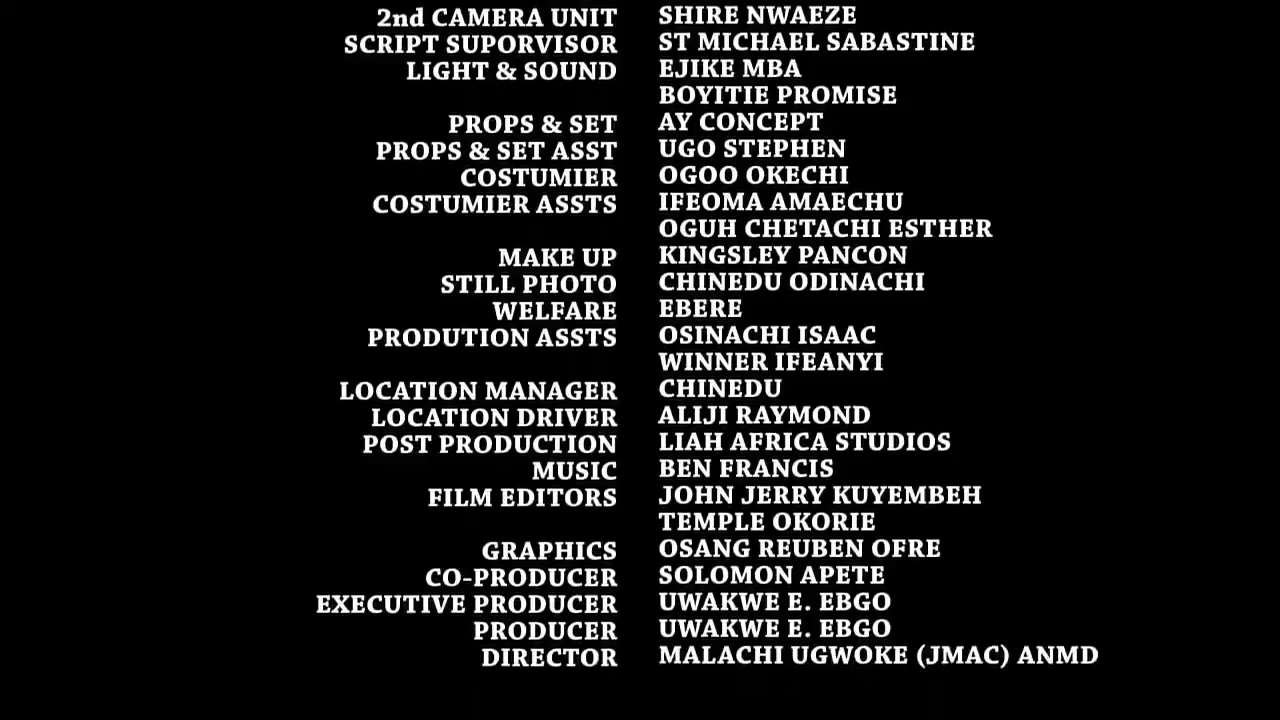 2nd CAMERA UNIT SHIRE NWAEZE
SCRIPT SUPORVISOR ST MICHAEL SABASTINE
LIGHT & SOUND EJIKE MBA
BOYITIE PROMISE
PROPS & SET AY CONCEPT
PROPS & SET ASST UGO STEPHEN
COSTUMIER OGOO OKECHI
COSTUMIER ASSTS IFEOMA AMAECHU
OGUH CHETACHI ESTHER
MAKE UP KINGSLEY PANCON
STILL PHOTO CHINEDU ODINACHI
WELFARE EBERE
PRODUTION ASSTS OSINACHI ISAAC
WINNER IFEANYI
LOCATION MANAGER CHINEDU
LOCATION DRIVER ALIJI RAYMOND
POST PRODUCTION LIAH AFRICA STUDIOS
MUSIC BEN FRANCIS
FILM EDITORS JOHN JERRY KUYEMBEH
TEMPLE OKORIE
GRAPHICS OSANG REUBEN OFRE
CO-PRODUCER SOLOMON APETE
EXECUTIVE PRODUCER UWAKWE E. EBGO
PRODUCER UWAKWE E. EBGO
DIRECTOR MALACHI UGWOKE (JMAC) ANMD